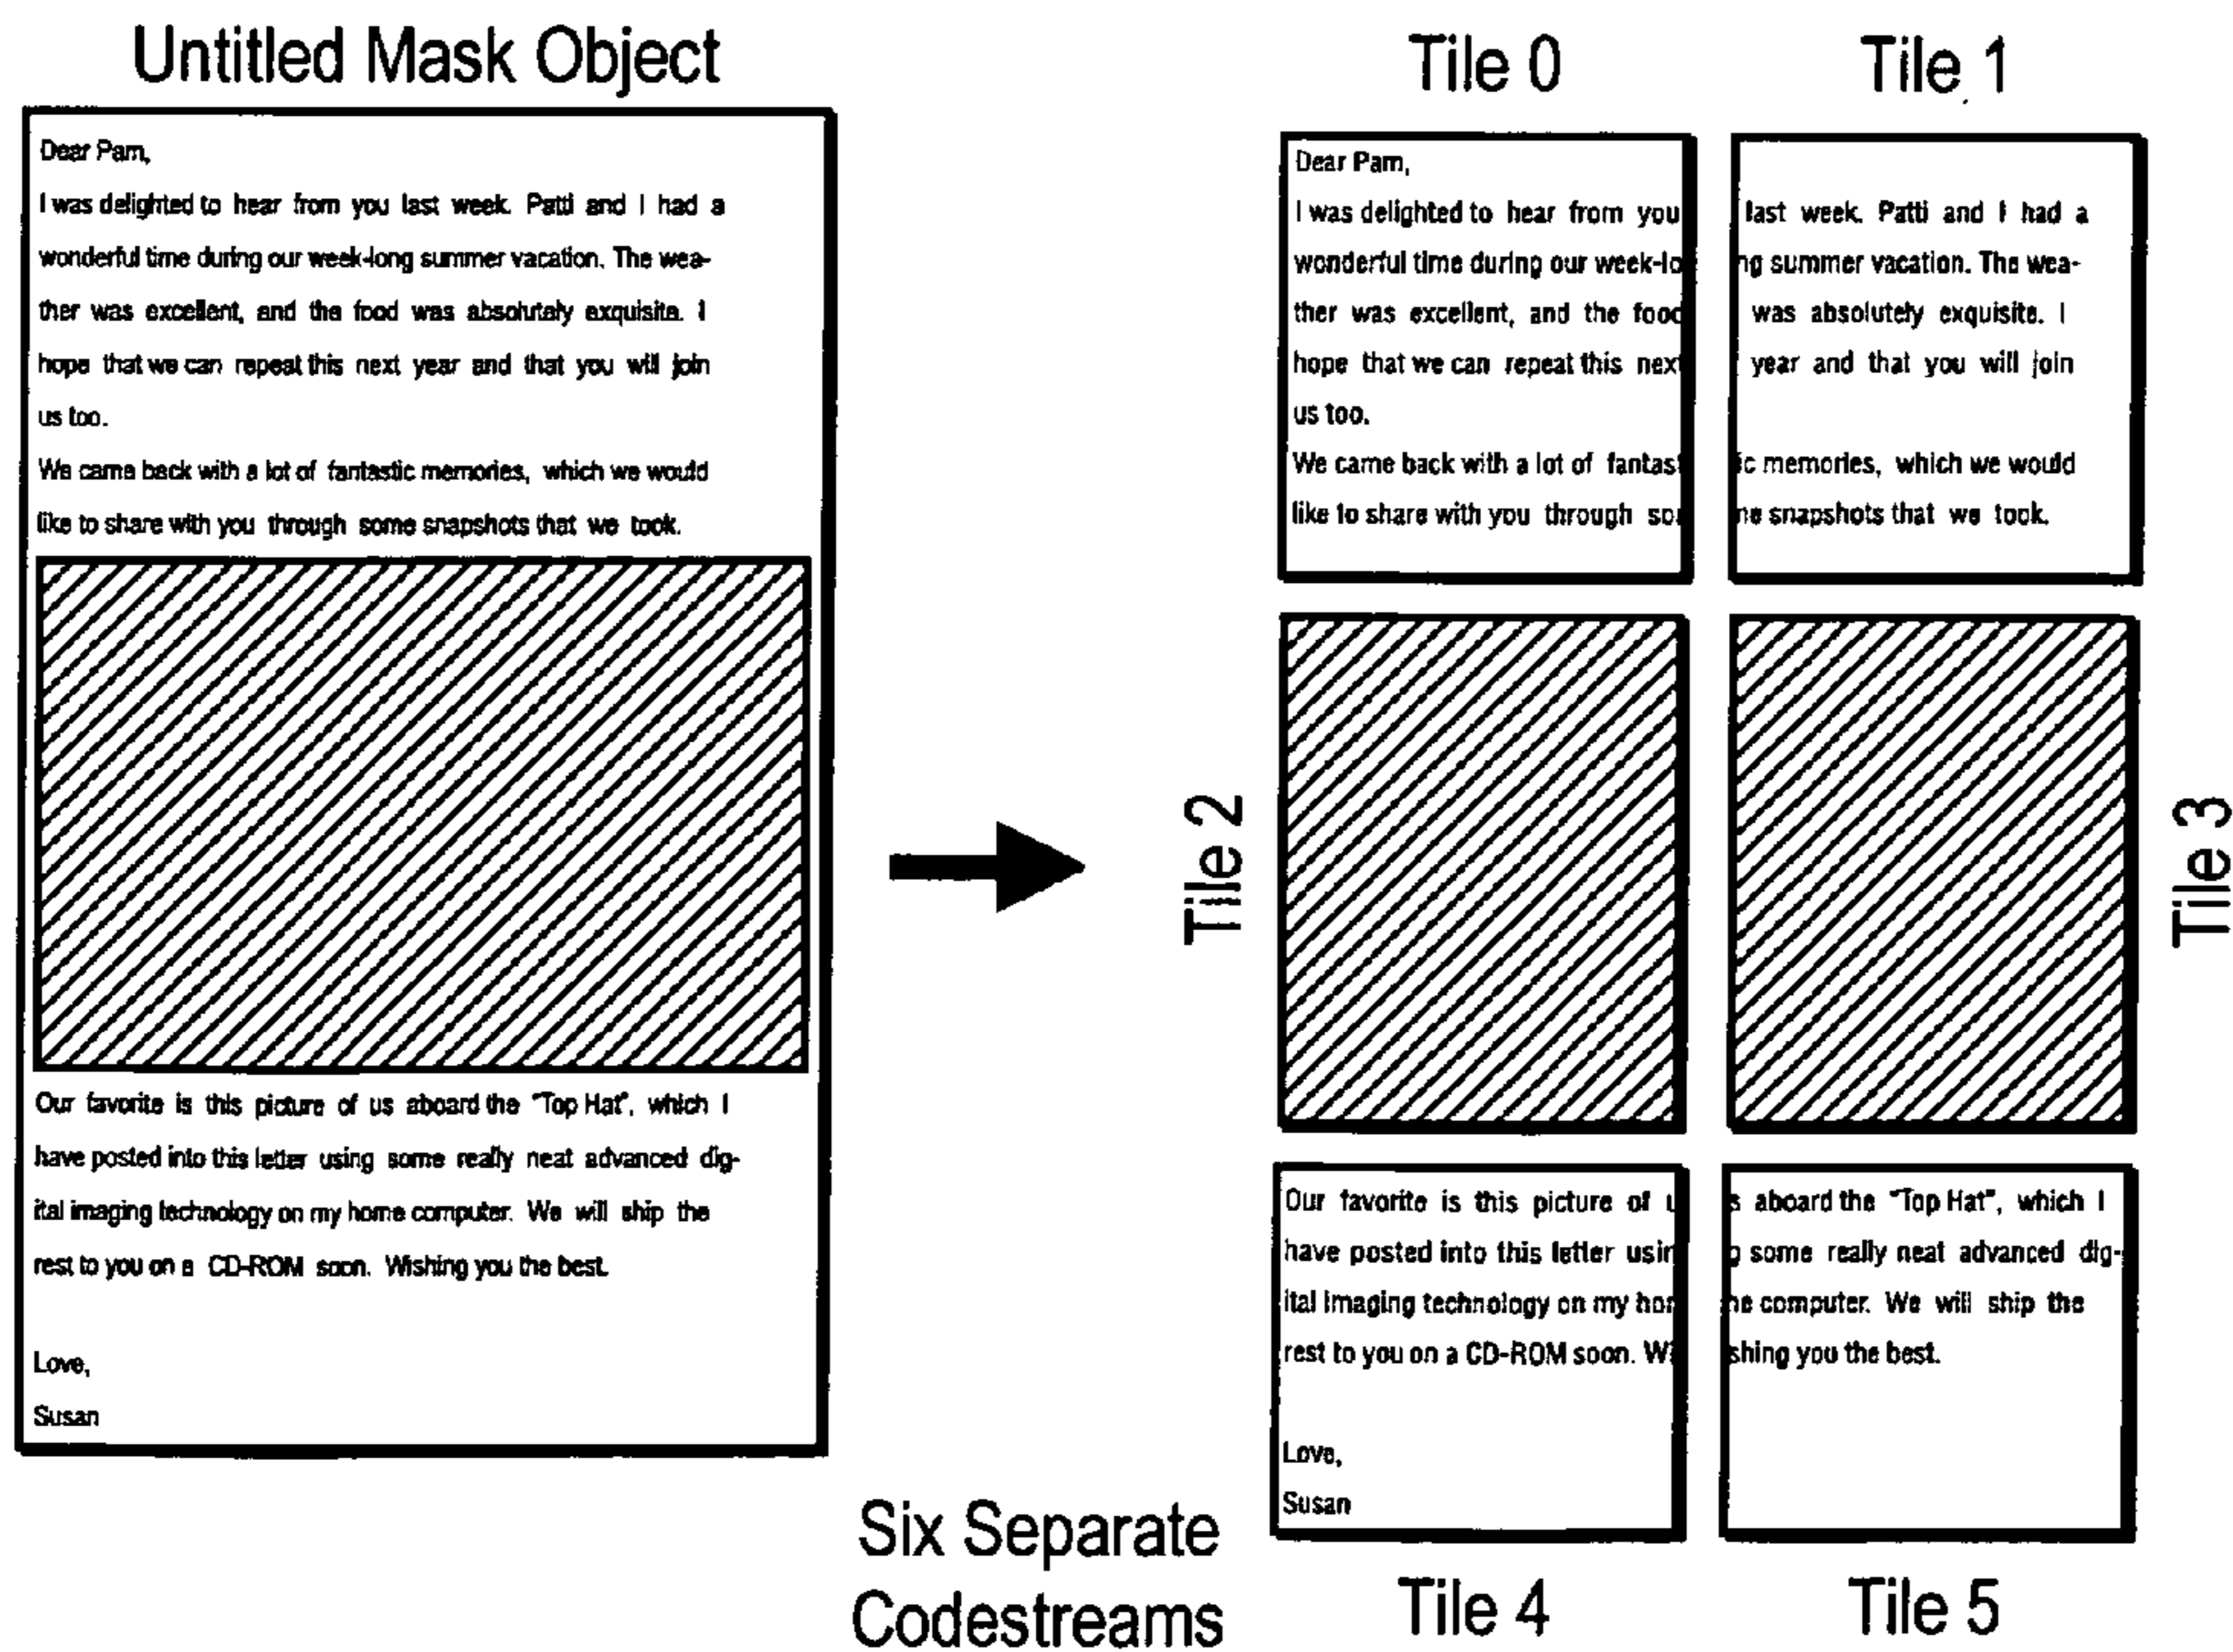 Untitled Mask Object
Dear Pam,
I was delighted to hear from you last week. Patti and I had a
wonderful time during our week-long summer vacation. The wea-
ther was excellent, and the food was absolutely exquisite. I
hope that we can repeat this next year and that you will join
us too.
We came back with a lot of fantastic memories, which we would
like to share with you through some snapshots that we took.
Our favorite is this picture of us aboard the "Top Hat", which I
have posted into this letter using some really neat advanced dig-
ital imaging technology on my home computer. We will ship the
rest to you on a CD-ROM soon. Wishing you the best.
Love,
Susan
Six Separate
Codestreams
Tile 0
Dear Pam,
I was delighted to hear from you
wonderful time during our week-lo
ther was excellent, and the food
hope that we can repeat this next
us too.
We came back with a lot of fantast
like to share with you through so
Tile 1
last week. Patti and I had a
ng summer vacation. The wea-
was absolutely exquisite. I
year and that you will join
ic memories, which we would
ne snapshots that we took.
Tile 2
Tile 3
Our favorite is this picture of u
have posted into this letter usin
ital imaging technology on my hor
rest to you on a CD-ROM soon. Wi
Love,
Susan
Tile 4
s aboard the "Top Hat", which I
g some really neat advanced dig-
ne computer. We will ship the
shing you the best.
Tile 5